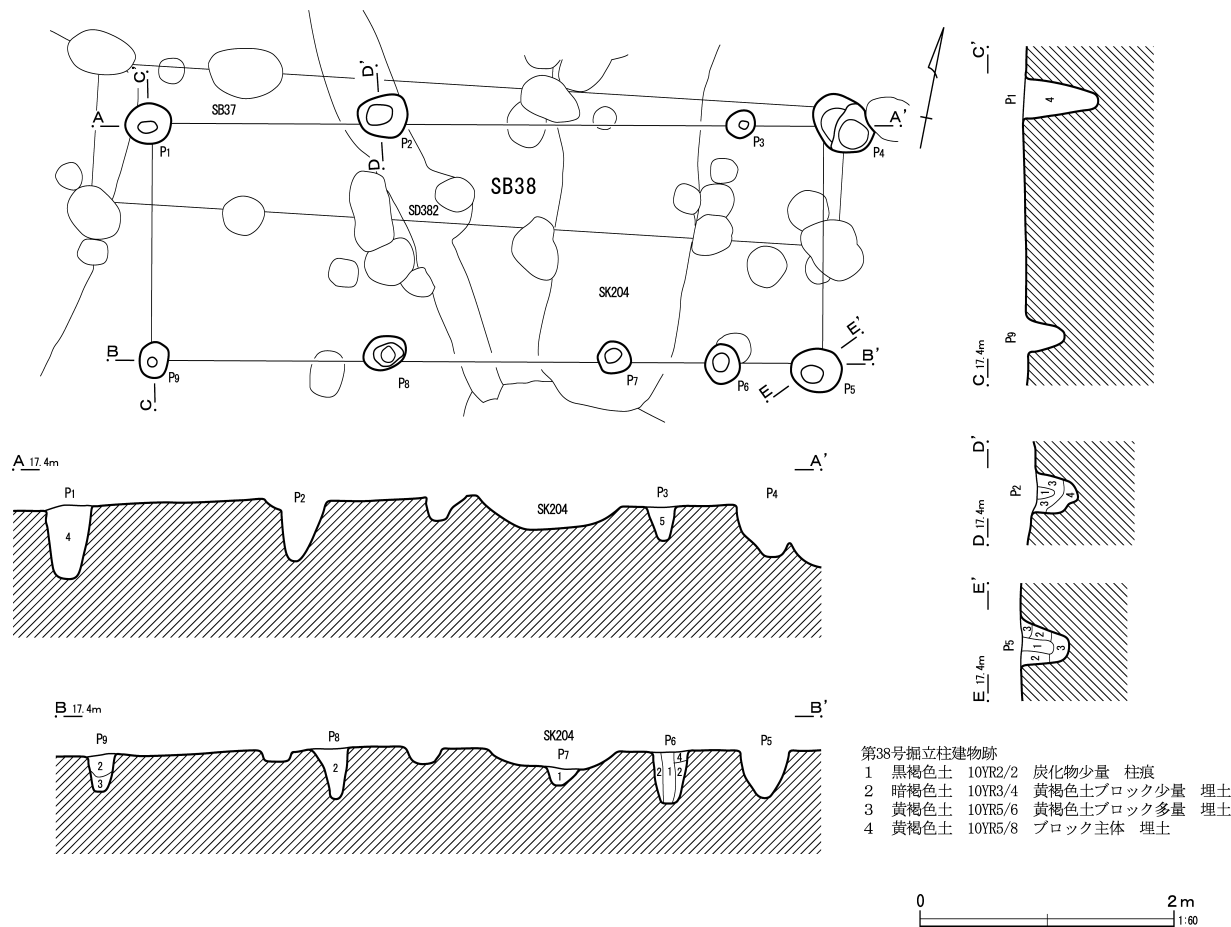 C'
D'
A
SB37
A'
P1
P2
P3
P4
D
SB38
SD382
SK204
B
B'
E'
P9
P8
P7
P6
P5
E
C
C'
P1
4
P9
C 17.4m
A 17.4m
A'
P1
P2
SK204
P3
P4
4
5
D'
P2
3
1
3
4
D 17.4m
E'
P5
3
2
1
2
3
E 17.4m
B 17.4m
B'
P9
P8
SK204
P7
P6
P5
2
3
2
1
2
1
4
2
第38号掘立柱建物跡
1 黒褐色土 10YR2/2 炭化物少量 柱痕
2 暗褐色土 10YR3/4 黄褐色土ブロック少量 埋土
3 黄褐色土 10YR5/6 黄褐色土ブロック多量 埋土
4 黄褐色土 10YR5/8 ブロック主体 埋土
0 2m
1:60